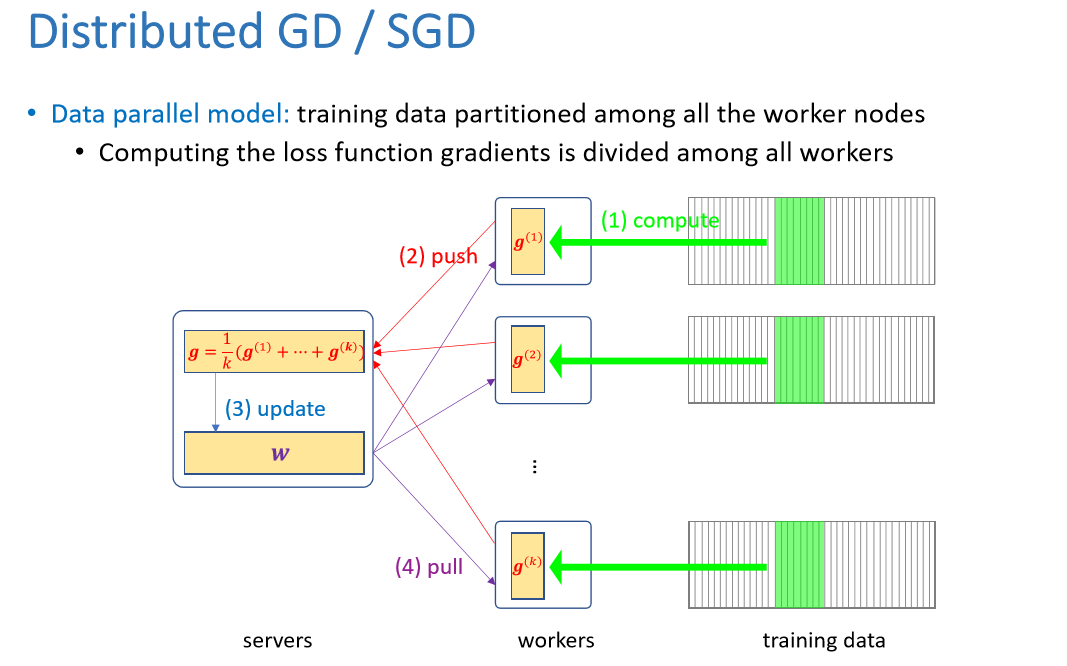 Distributed GD / SGD
• Data parallel model: training data partitioned among all the worker nodes
• Computing the loss function gradients is divided among all workers
(1) compute
g^(1)
(2) push
g = 1/k (g^(1) + ⋯ + g^(k))
g^(2)
(3) update
w
⋮
(4) pull
g^(k)
servers
workers
training data